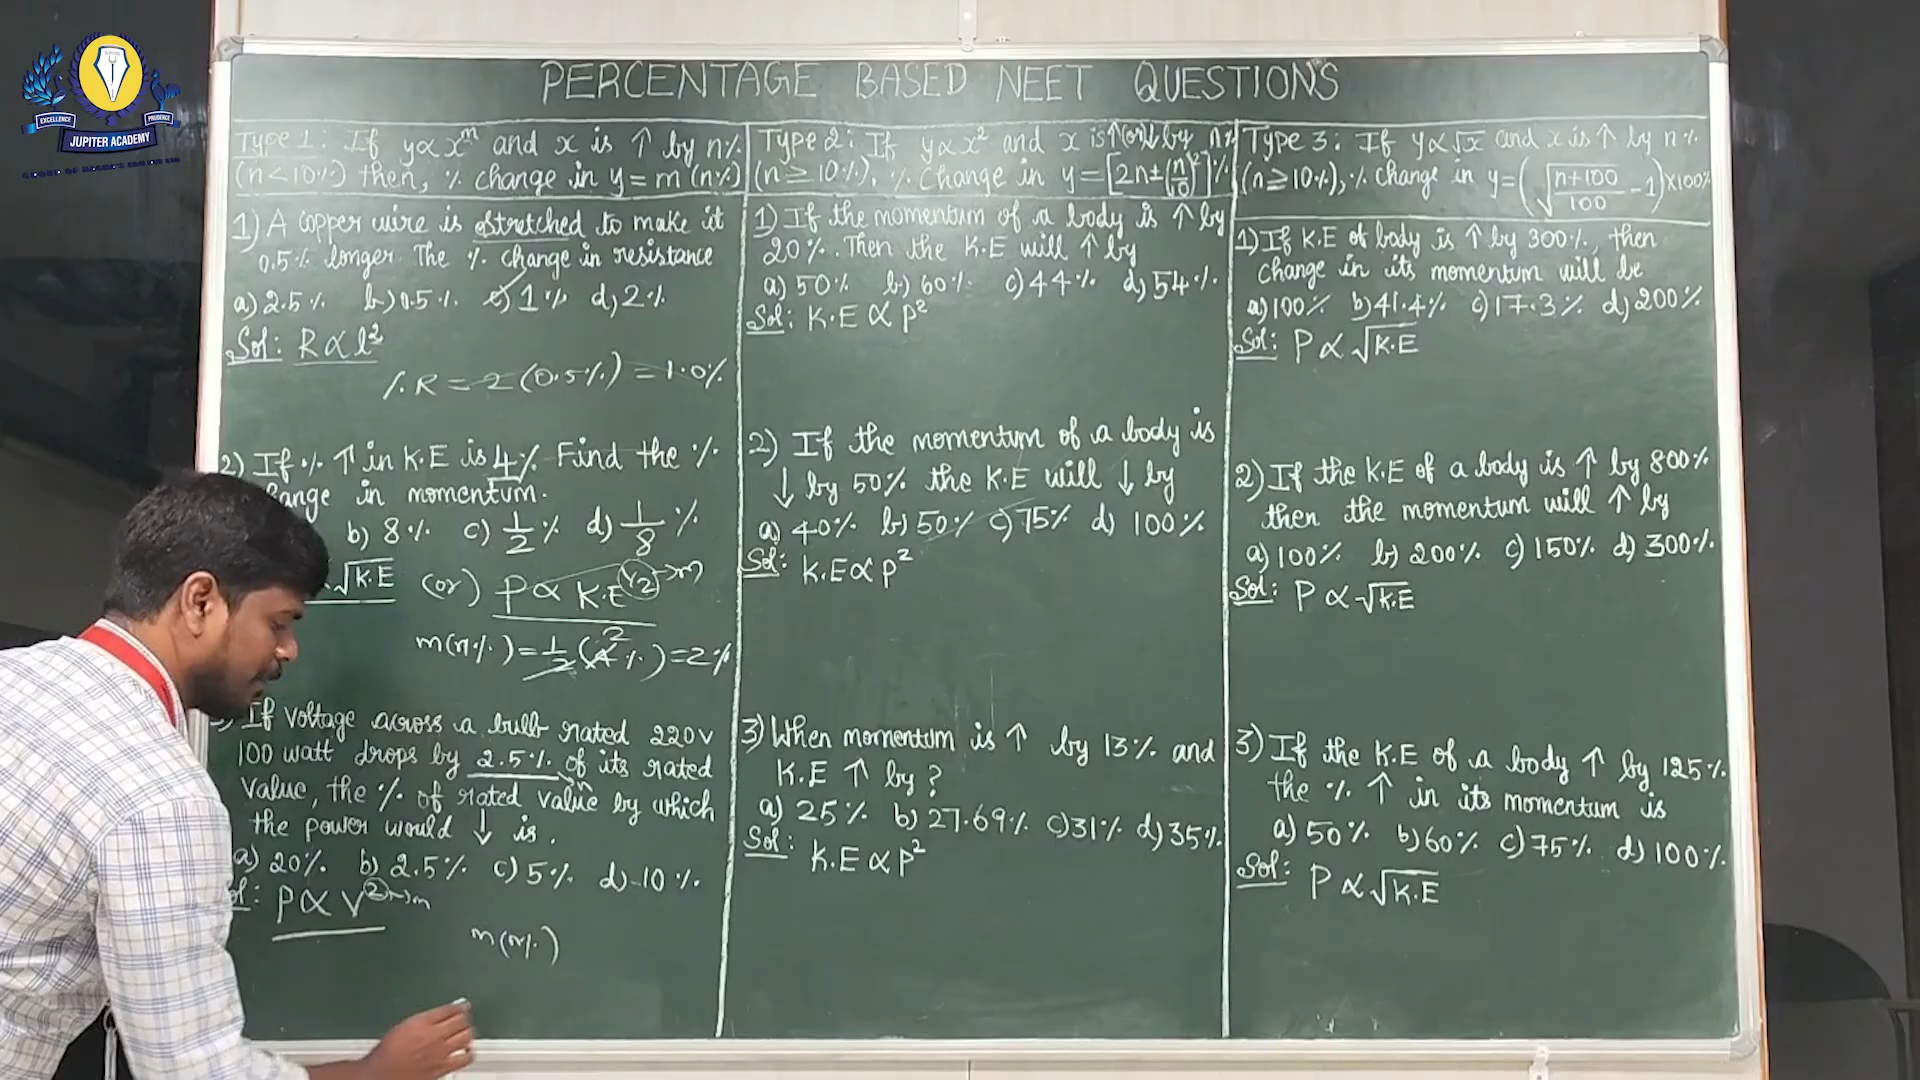 EXCELLENCE
PRUDENCE
JUPITER ACADEMY
PERCENTAGE BASED NEET QUESTIONS
Type 1: If y∝x^m and x is ↑ by n%
(n<10%) then, % change in y=m(n%)
1) A copper wire is stretched to make it
0.5% longer. The % change in resistance
a) 2.5% b) 0.5% c) 1% d) 2%
Sol: R∝l²
%R = 2(0.5%) = 1.0%
2) If % ↑ in K.E is 4%. Find the %
change in momentum.
b) 8% c) 1/2 % d) 1/8 %
√K.E (or) P∝K.E^1/2 → m
m(n%) = 1/2 (4 2 %) = 2%
If voltage across a bulb rated 220V
100 watt drops by 2.5% of its rated → n
value, the % of rated value by which
the power would ↓ is.
a) 20% b) 2.5% c) 5% d) 10%
Sol: P∝V² → m
m(n%)
Type 2: If y∝x² and x is ↑(or)↓ by n%
(n≥10%), % change in y=[2n±(n/10)²]%
1) If the momentum of a body is ↑ by
20%. Then the K.E will ↑ by
a) 50% b) 60% c) 44% d) 54%
Sol: K.E∝P²
2) If the momentum of a body is
↓ by 50% the K.E will ↓ by
a) 40% b) 50% c) 75% d) 100%
Sol: K.E∝P²
3) When momentum is ↑ by 13% and
K.E ↑ by ?
a) 25% b) 27.69% c) 31% d) 35%
Sol: K.E∝P²
Type 3: If y∝√x and x is ↑ by n%
(n≥10%), % change in y=(√(n+100/100) -1)×100%
1) If K.E of body is ↑ by 300%, then
change in its momentum will be
a) 100% b) 41.4% c) 17.3% d) 200%
Sol: P∝√K.E
2) If the K.E of a body is ↑ by 800%
then the momentum will ↑ by
a) 100% b) 200% c) 150% d) 300%
Sol: P∝√K.E
3) If the K.E of a body ↑ by 125%
the % ↑ in its momentum is
a) 50% b) 60% c) 75% d) 100%
Sol: P∝√K.E